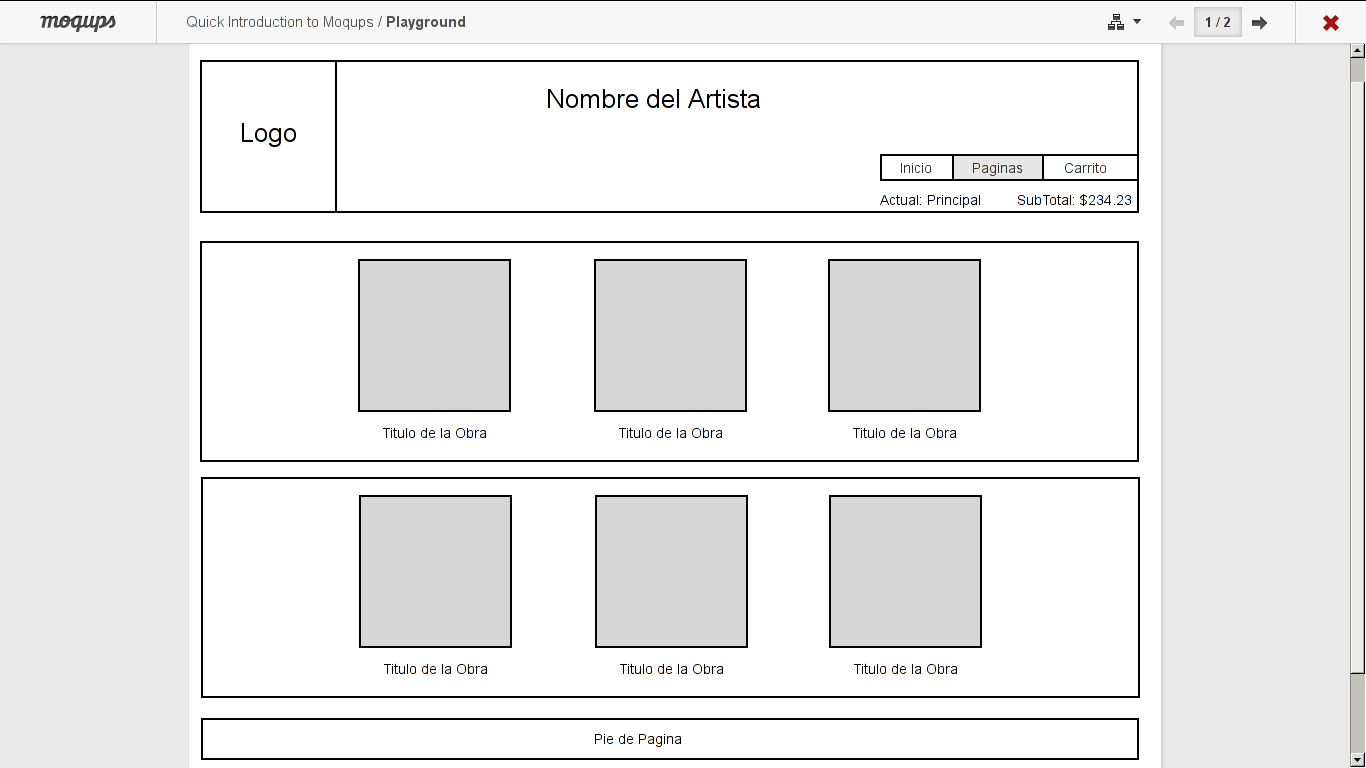 moqups
Quick Introduction to Moqups / Playground
1 / 2
Nombre del Artista
Logo
Inicio
Paginas
Carrito
Actual: Principal
SubTotal: $234.23
Titulo de la Obra
Titulo de la Obra
Titulo de la Obra
Titulo de la Obra
Titulo de la Obra
Titulo de la Obra
Pie de Pagina